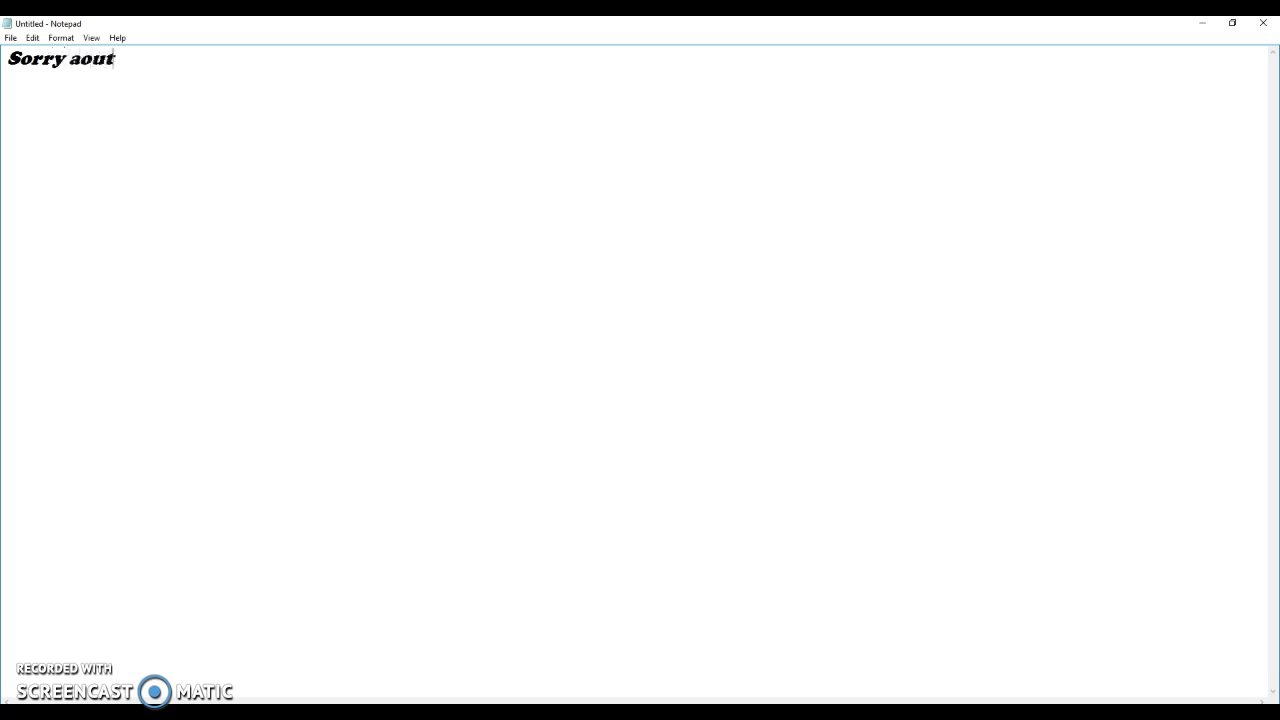 Untitled - Notepad
File Edit Format View Help
Sorry aout
RECORDED WITH
SCREENCAST MATIC